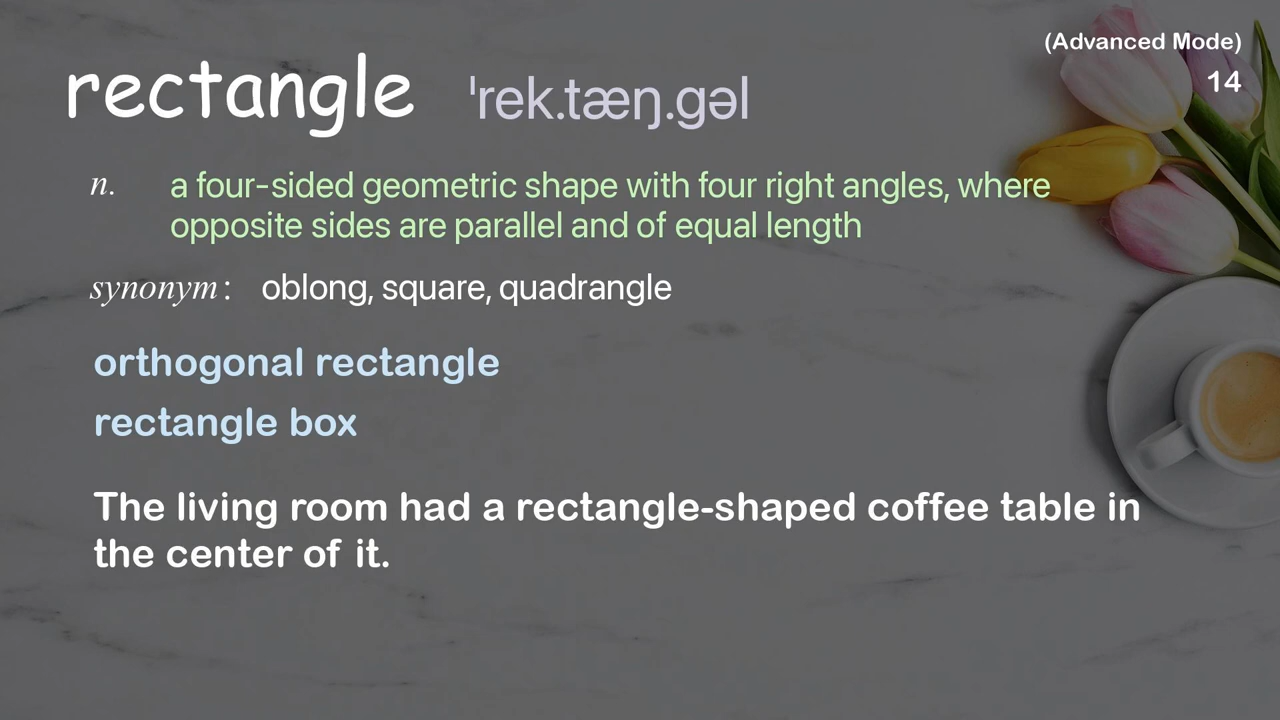 (Advanced Mode)
14
rectangle ˈrek.tæŋ.gəl
n. a four-sided geometric shape with four right angles, where
opposite sides are parallel and of equal length
synonym: oblong, square, quadrangle
orthogonal rectangle
rectangle box
The living room had a rectangle-shaped coffee table in
the center of it.